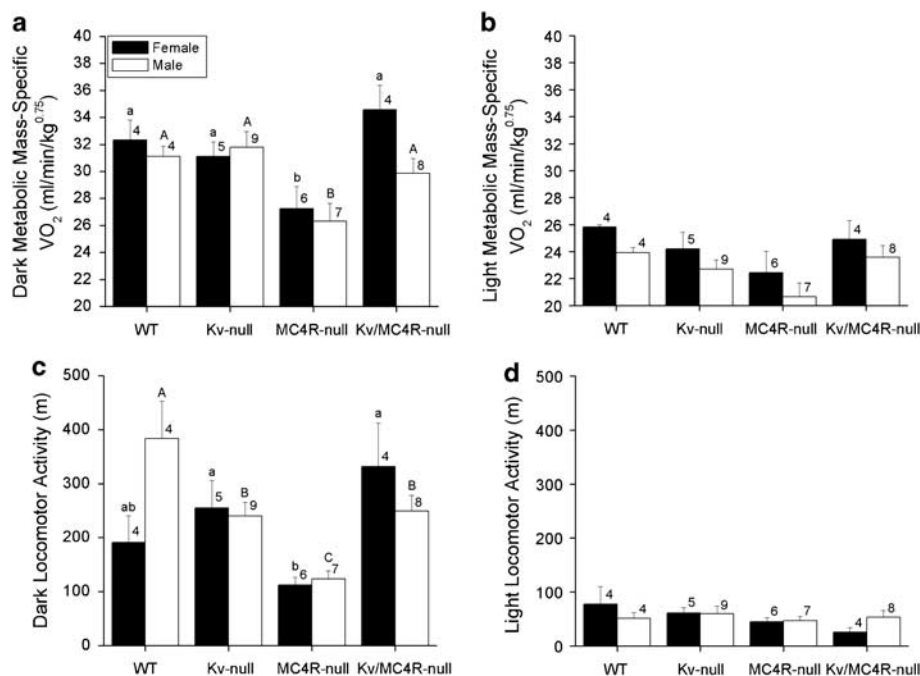 a
Dark Metabolic Mass-Specific
VO2 (ml/min/kg^0.75)
40
38
36
34
32
30
28
26
24
22
20
Female
Male
a
4
A
4
a
5
A
9
b
6
B
7
a
4
A
8
WT
Kv-null
MC4R-null
Kv/MC4R-null
b
Light Metabolic Mass-Specific
VO2 (ml/min/kg^0.75)
40
38
36
34
32
30
28
26
24
22
20
4
4
5
9
6
7
4
8
WT
Kv-null
MC4R-null
Kv/MC4R-null
c
Dark Locomotor Activity (m)
500
400
300
200
100
0
ab
4
A
4
a
5
B
9
b
6
C
7
a
4
B
8
WT
Kv-null
MC4R-null
Kv/MC4R-null
d
Light Locomotor Activity (m)
500
400
300
200
100
0
4
4
5
9
6
7
4
8
WT
Kv-null
MC4R-null
Kv/MC4R-null